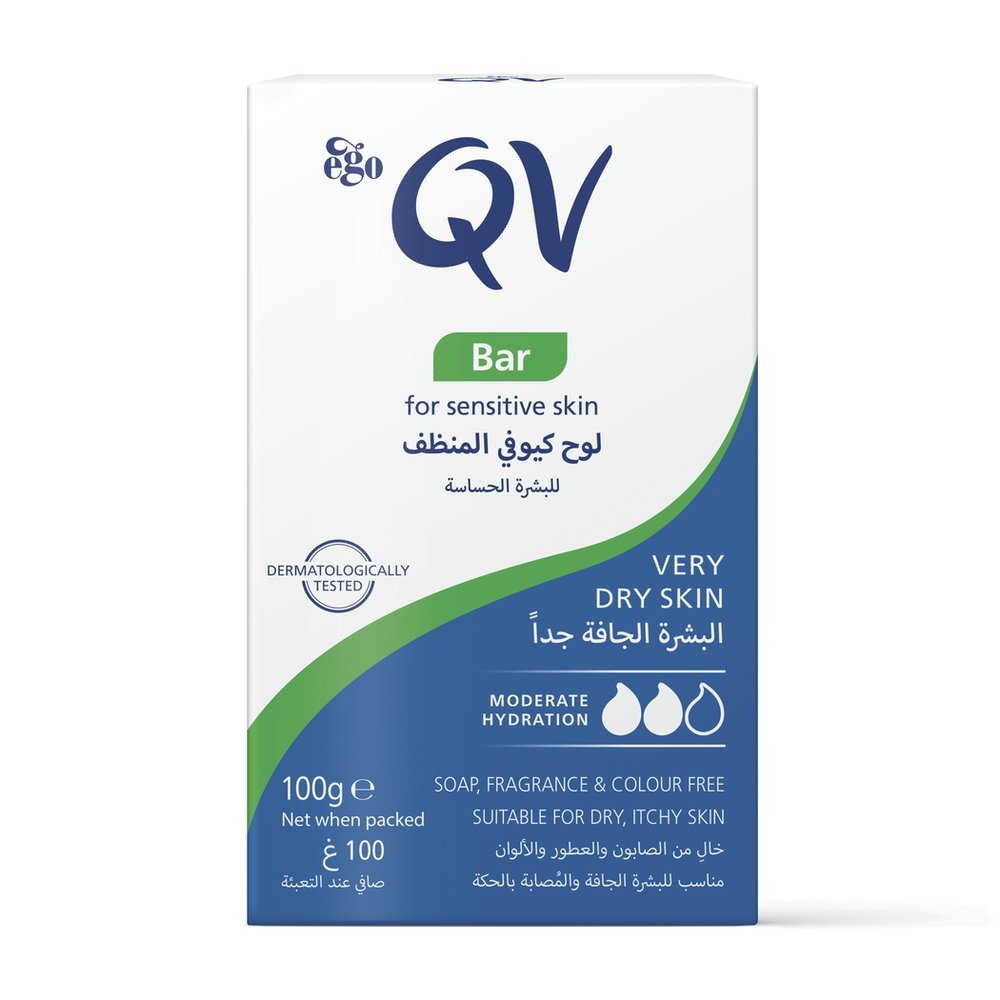 QV
ego
QV
Bar
for sensitive skin
لوح كيوفي المنظف
للبشرة الحساسة
DERMATOLOGICALLY
TESTED
VERY
DRY SKIN
البشرة الجافة جداً
MODERATE
HYDRATION
100g ℮
Net when packed
100 غ
صافي عند التعبئة
SOAP, FRAGRANCE & COLOUR FREE
SUITABLE FOR DRY, ITCHY SKIN
خالِ من الصابون والعطور والألوان
مناسب للبشرة الجافة والمُصابة بالحكة